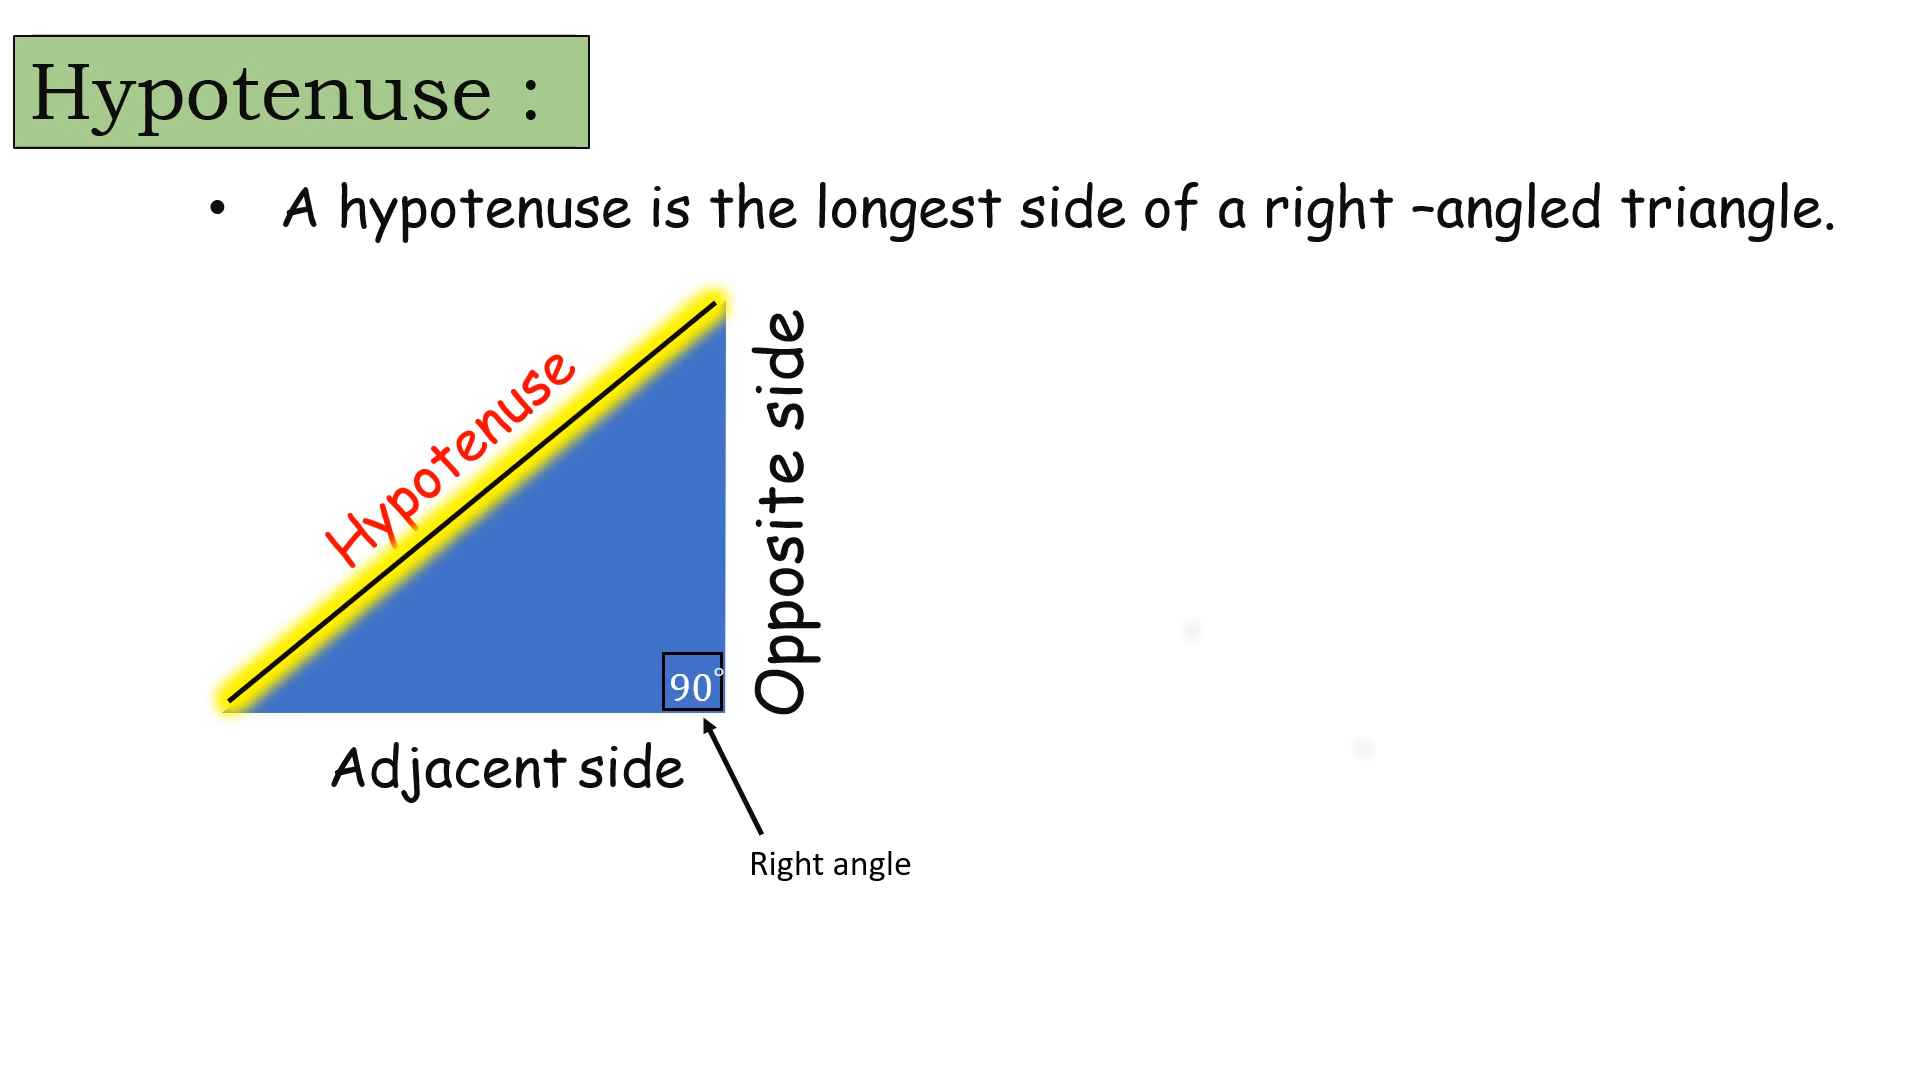 Hypotenuse :
• A hypotenuse is the longest side of a right –angled triangle.
Hypotenuse
Opposite side
90°
Adjacent side
Right angle